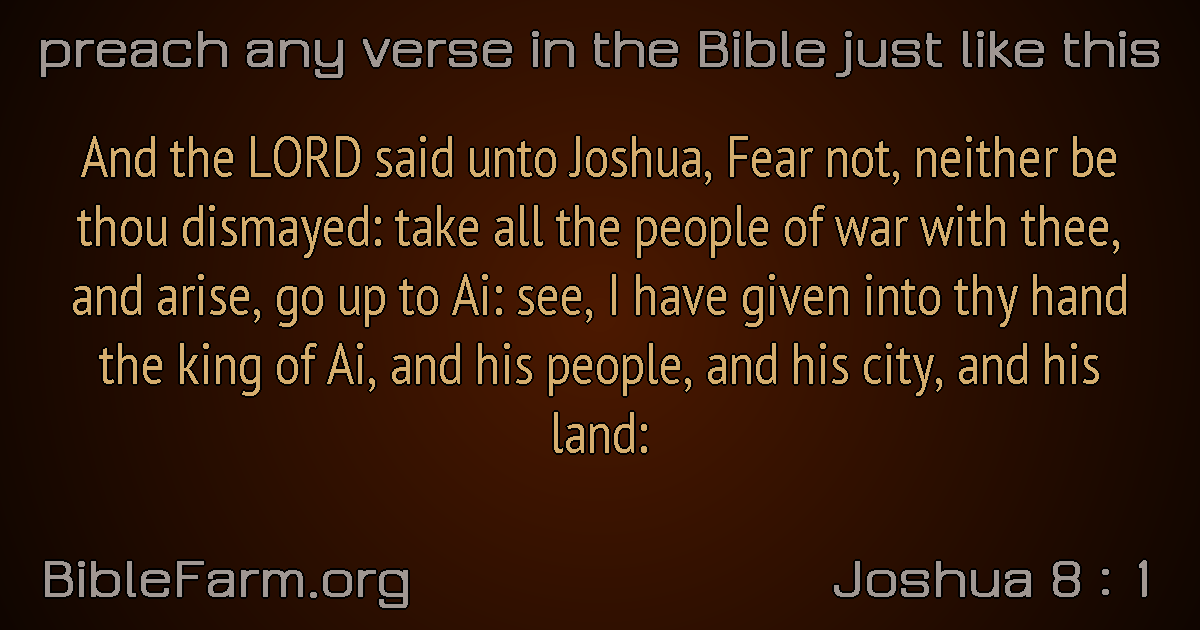 preach any verse in the Bible just like this
And the LORD said unto Joshua, Fear not, neither be
thou dismayed: take all the people of war with thee,
and arise, go up to Ai: see, I have given into thy hand
the king of Ai, and his people, and his city, and his
land:
BibleFarm.org
Joshua 8 : 1